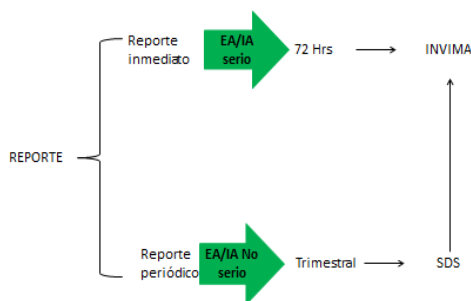 Reporte
inmediato
EA/IA
serio
72 Hrs
INVIMA
REPORTE
Reporte
periódico
EA/IA No
serio
Trimestral
SDS